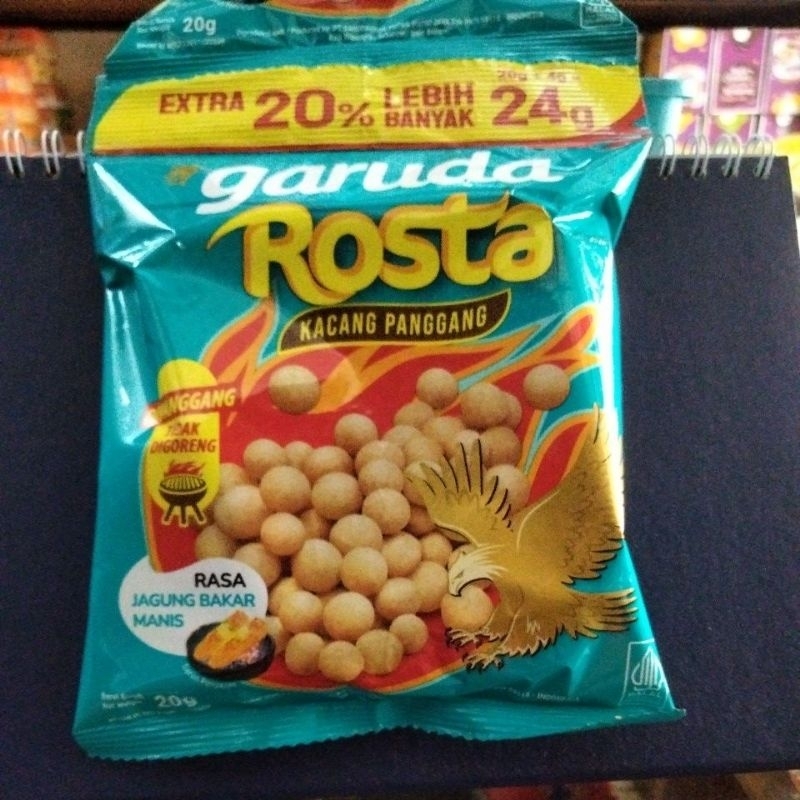 20g
EXTRA 20% LEBIH BANYAK 24g
20g + 4g =
garuda
Rosta
KACANG PANGGANG
TIDAK
DIGORENG
RASA
JAGUNG BAKAR
MANIS
20g